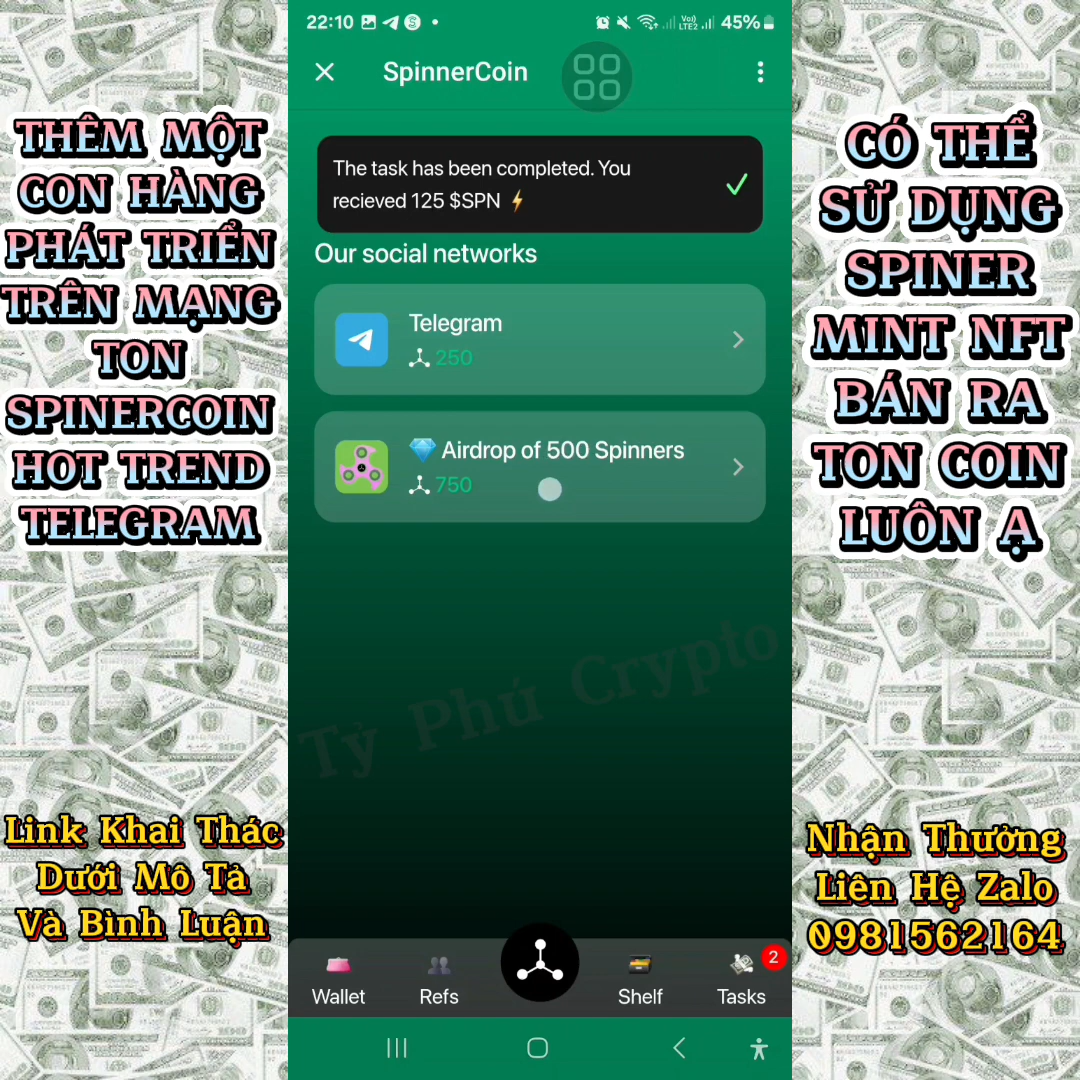 THÊM MỘT
CON HÀNG
PHÁT TRIỂN
TRÊN MẠNG
TON
SPINERCOIN
HOT TREND
TELEGRAM
Link Khai Thác
Dưới Mô Tả
Và Bình Luận
22:10
Vo))
LTE2
45%
SpinnerCoin
The task has been completed. You
recieved 125 $SPN
Our social networks
Telegram
250
Airdrop of 500 Spinners
750
Tỷ Phú Crypto
Wallet
Refs
Shelf
Tasks
2
CÓ THỂ
SỬ DỤNG
SPINER
MINT NFT
BÁN RA
TON COIN
LUÔN Ạ
Nhận Thưởng
Liên Hệ Zalo
0981562164